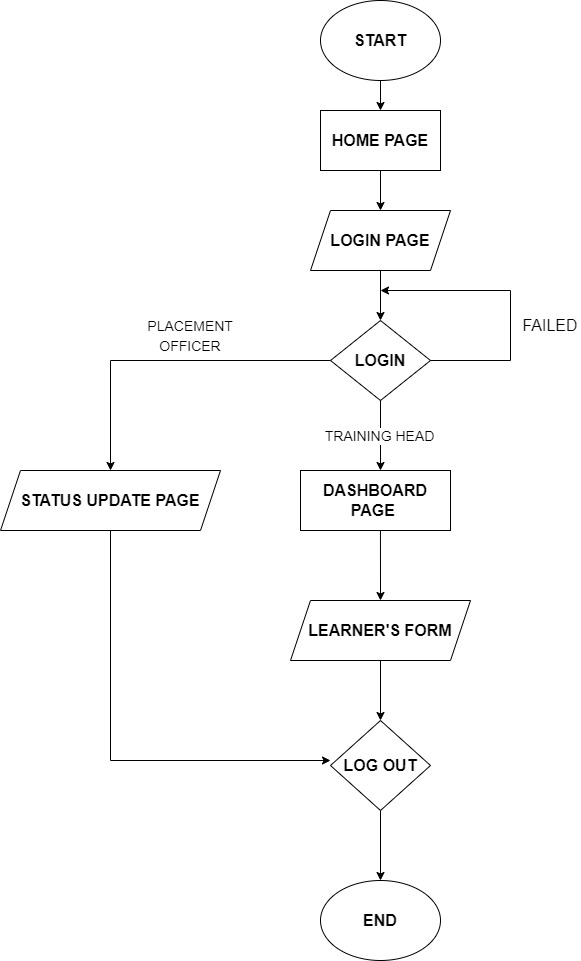 START
HOME PAGE
LOGIN PAGE
PLACEMENT
OFFICER
LOGIN
FAILED
TRAINING HEAD
STATUS UPDATE PAGE
DASHBOARD
PAGE
LEARNER'S FORM
LOG OUT
END